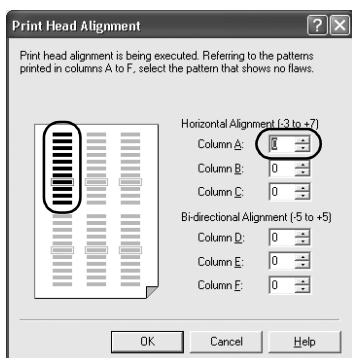 Print Head Alignment
Print head alignment is being executed. Referring to the patterns
printed in columns A to F, select the pattern that shows no flaws.
Horizontal Alignment (-3 to +7)
Column A: 0
Column B: 0
Column C: 0
Bi-directional Alignment (-5 to +5)
Column D: 0
Column E: 0
Column F: 0
OK Cancel Help